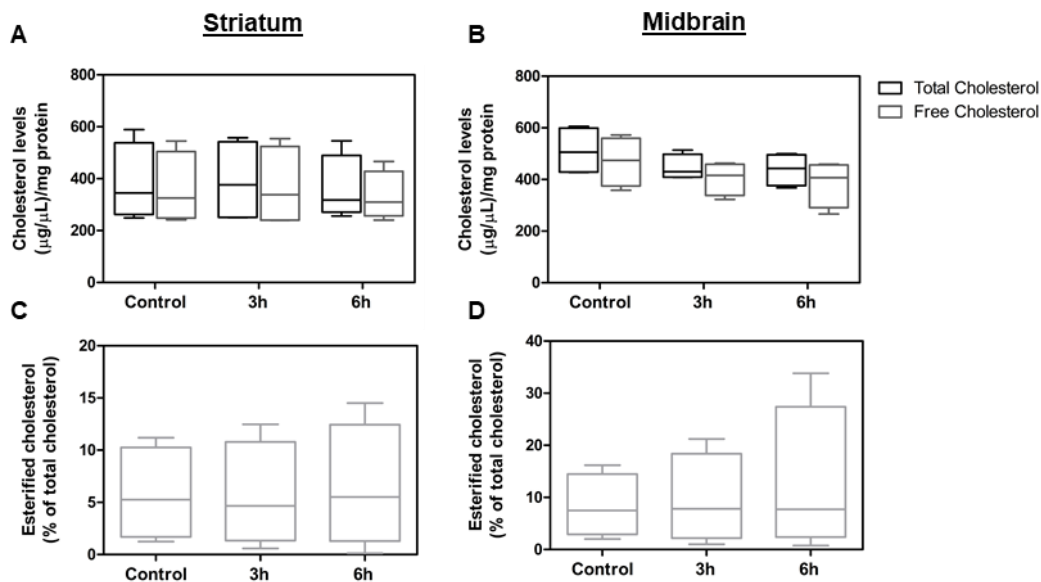 A
Striatum
Cholesterol levels
(µg/µL)/mg protein
800
600
400
200
0
Control
3h
6h
B
Midbrain
Cholesterol levels
(µg/µL)/mg protein
800
600
400
200
0
Control
3h
6h
Total Cholesterol
Free Cholesterol
C
Esterified cholesterol
(% of total cholesterol)
20
15
10
5
0
Control
3h
6h
D
Esterified cholesterol
(% of total cholesterol)
40
30
20
10
0
Control
3h
6h